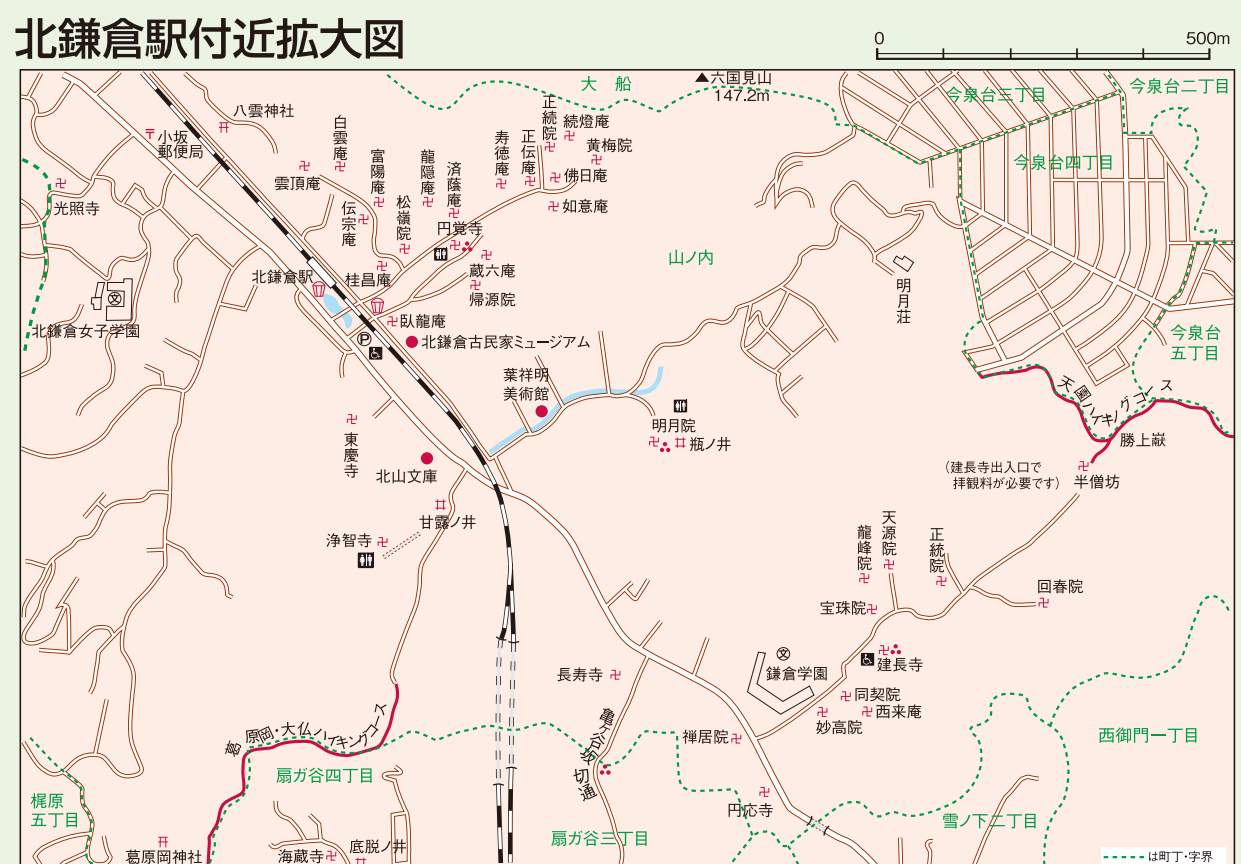 北鎌倉駅付近拡大図
0
500m
大 船
六国見山
147.2m
今泉台三丁目
今泉台二丁目
今泉台四丁目
八雲神社
〒小坂
郵便局
白雲庵
雲頂庵
富陽庵
伝宗庵
松嶺院
龍隠庵
済蔭庵
寿徳庵
正伝庵
正続院
続燈庵
黄梅院
佛日庵
如意庵
円覚寺
蔵六庵
帰源院
桂昌庵
臥龍庵
光照寺
北鎌倉駅
文
北鎌倉女子学園
P
北鎌倉古民家ミュージアム
葉祥明
美術館
山ノ内
明月荘
今泉台
五丁目
明月院
瓶ノ井
東慶寺
北山文庫
甘露ノ井
浄智寺
天園ハイキングコース
勝上嶽
半僧坊
(建長寺出入口で
拝観料が必要です)
龍峰院
天源院
正統院
回春院
宝珠院
建長寺
文
鎌倉学園
同契院
西来庵
妙高院
長寿寺
亀ケ谷坂切通
禅居院
円応寺
西御門一丁目
雪ノ下二丁目
葛原岡・大仏ハイキングコース
扇ガ谷四丁目
扇ガ谷三丁目
梶原
五丁目
葛原岡神社
海蔵寺
底脱ノ井
は町丁・字界